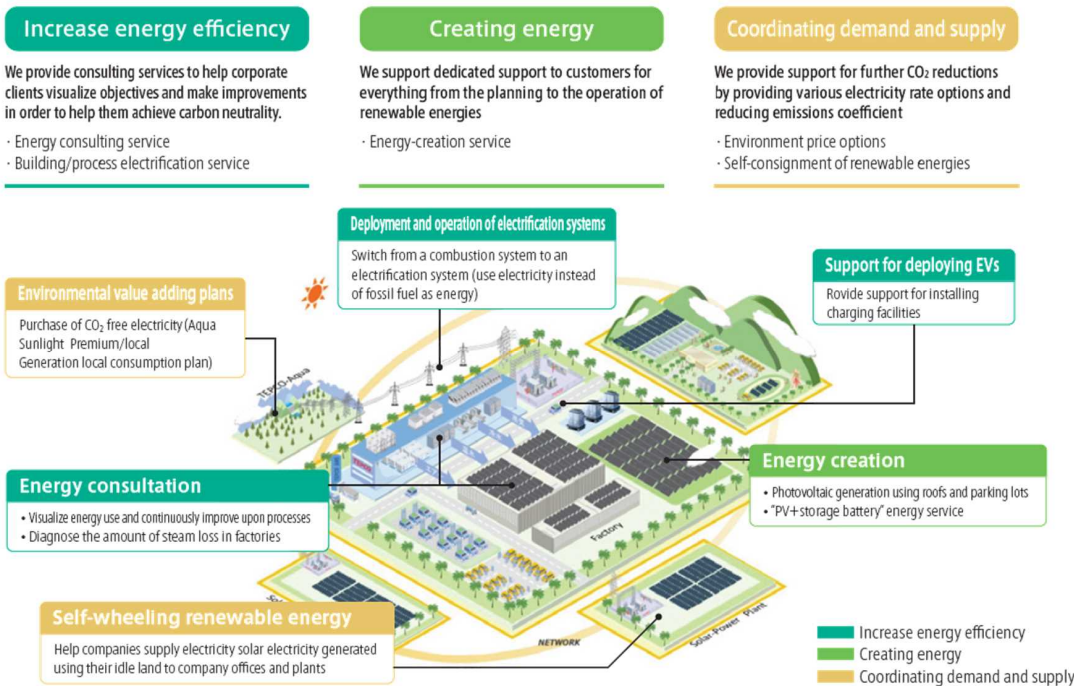 Increase energy efficiency
We provide consulting services to help corporate
clients visualize objectives and make improvements
in order to help them achieve carbon neutrality.
· Energy consulting service
· Building/process electrification service
Creating energy
We support dedicated support to customers for
everything from the planning to the operation of
renewable energies
· Energy-creation service
Coordinating demand and supply
We provide support for further CO₂ reductions
by providing various electricity rate options and
reducing emissions coefficient
· Environment price options
· Self-consignment of renewable energies
Deployment and operation of electrification systems
Switch from a combustion system to an
electrification system (use electricity instead
of fossil fuel as energy)
Support for deploying EVs
Rovide support for installing
charging facilities
Environmental value adding plans
Purchase of CO₂ free electricity (Aqua
Sunlight Premium/local
Generation local consumption plan)
TEPCO-Aqua
Energy consultation
• Visualize energy use and continuously improve upon processes
• Diagnose the amount of steam loss in factories
Energy creation
• Photovoltaic generation using roofs and parking lots
• "PV+storage battery" energy service
Factory
Self-wheeling renewable energy
Help companies supply electricity solar electricity generated
using their idle land to company offices and plants
NETWORK
Solar-Power Plant
Increase energy efficiency
Creating energy
Coordinating demand and supply